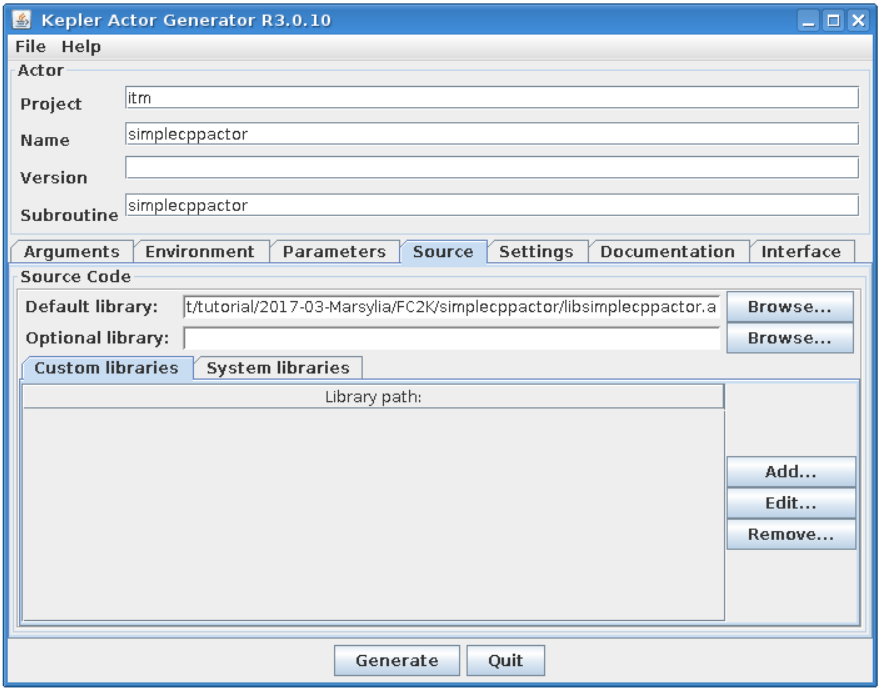 Kepler Actor Generator R3.0.10
File Help
Actor
Project itm
Name simplecppactor
Version
Subroutine simplecppactor
Arguments Environment Parameters Source Settings Documentation Interface
Source Code
Default library: t/tutorial/2017-03-Marsylia/FC2K/simplecppactor/libsimplecppactor.a Browse...
Optional library: Browse...
Custom libraries System libraries
Library path:
Add...
Edit...
Remove...
Generate Quit